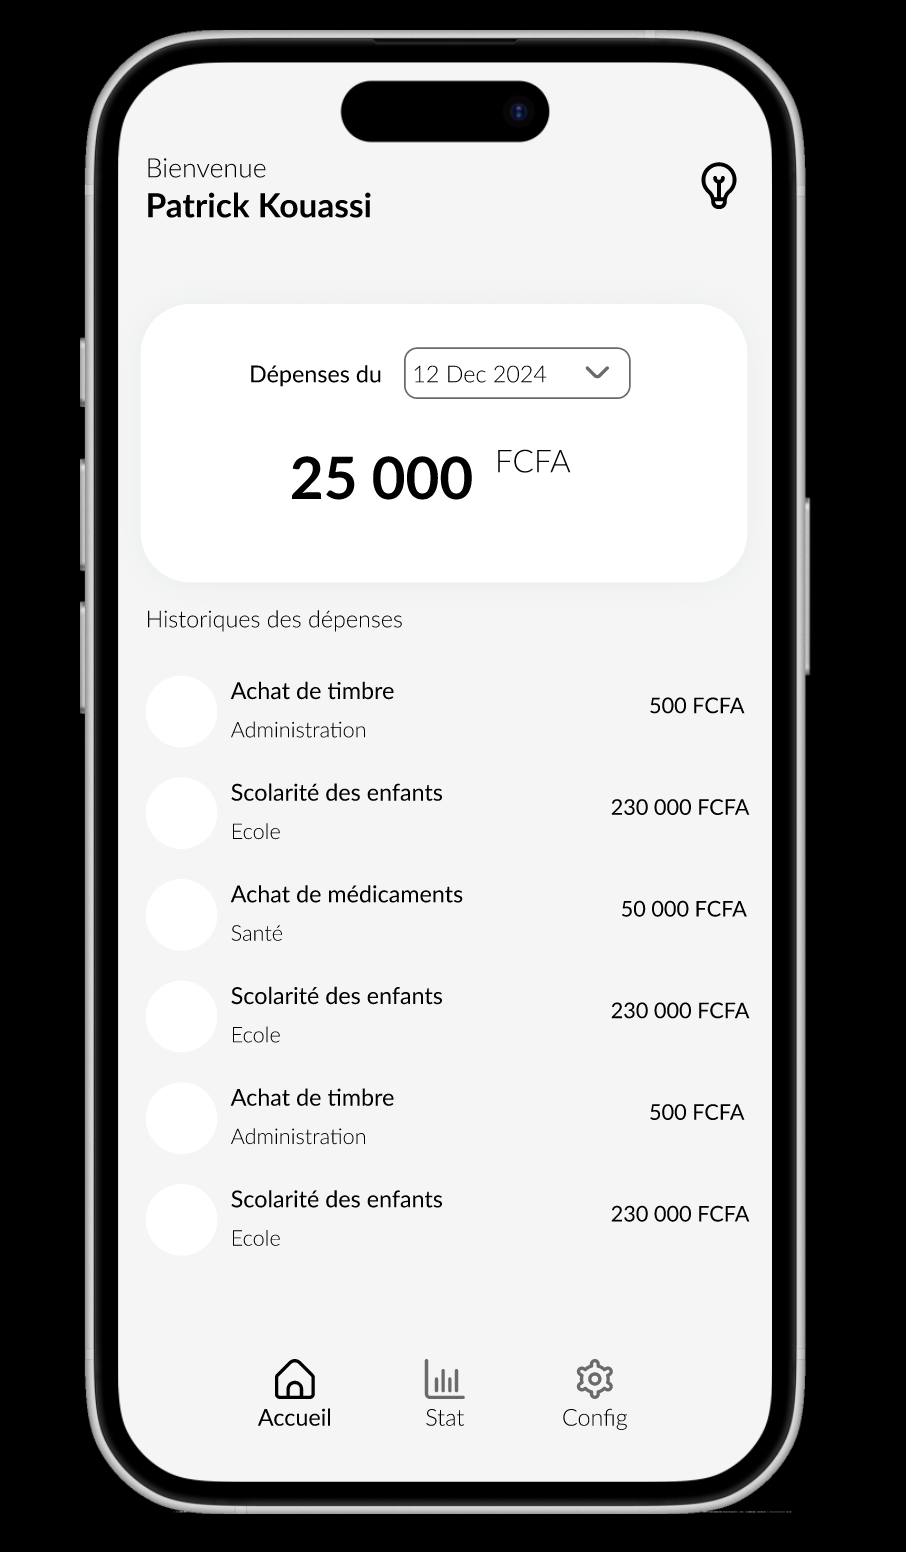 Bienvenue
Patrick Kouassi
Dépenses du 12 Dec 2024
25 000 FCFA
Historiques des dépenses
Achat de timbre
500 FCFA
Administration
Scolarité des enfants
230 000 FCFA
Ecole
Achat de médicaments
50 000 FCFA
Santé
Scolarité des enfants
230 000 FCFA
Ecole
Achat de timbre
500 FCFA
Administration
Scolarité des enfants
230 000 FCFA
Ecole
Accueil Stat Config